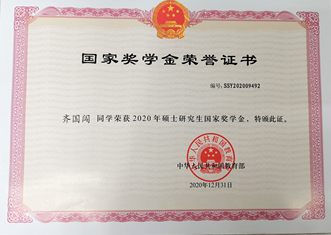 国家奖学金荣誉证书
编号:SSY202009492
齐国闯 同学荣获2020年硕士研究生国家奖学金，特颁此证。
中华人民共和国教育部
2020年12月31日